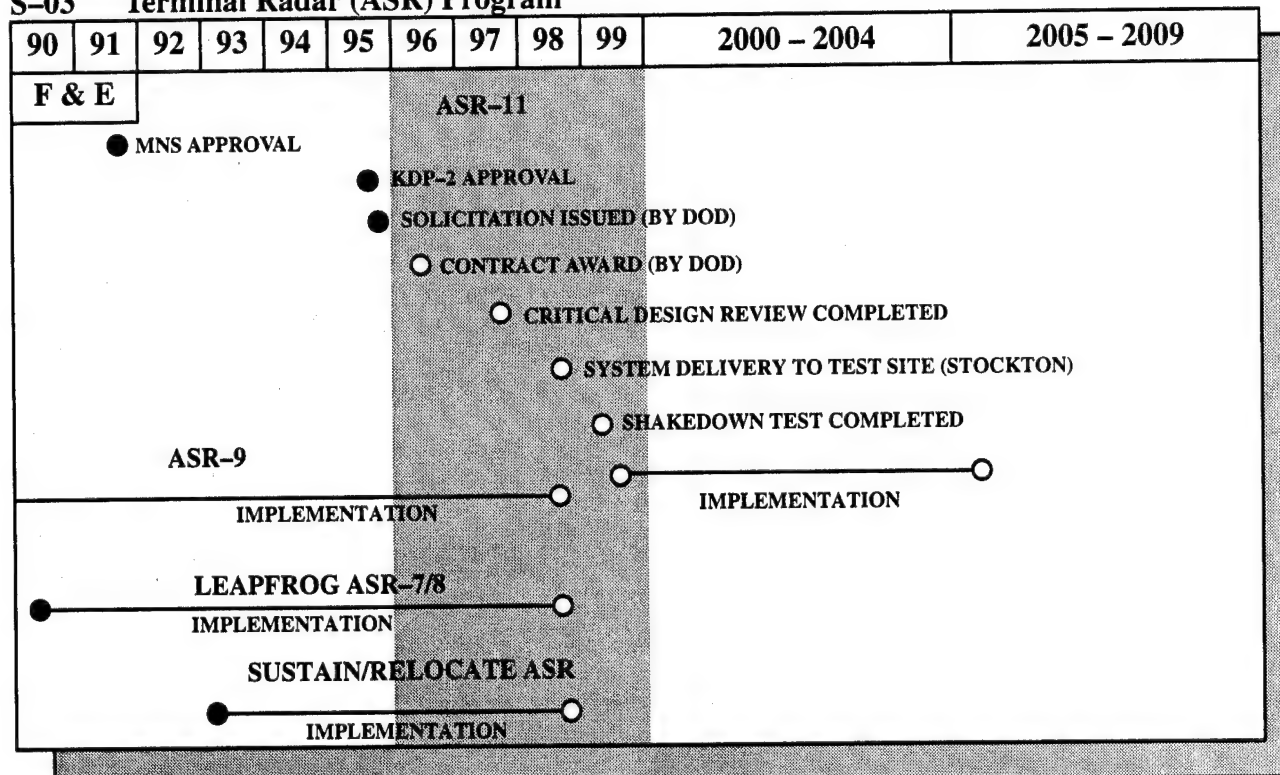 S–03 Terminal Radar (ASR) Program
90 91 92 93 94 95 96 97 98 99 2000 – 2004 2005 – 2009
F & E
ASR–11
MNS APPROVAL
KDP–2 APPROVAL
SOLICITATION ISSUED (BY DOD)
CONTRACT AWARD (BY DOD)
CRITICAL DESIGN REVIEW COMPLETED
SYSTEM DELIVERY TO TEST SITE (STOCKTON)
SHAKEDOWN TEST COMPLETED
ASR–9
IMPLEMENTATION
IMPLEMENTATION
LEAPFROG ASR–7/8
IMPLEMENTATION
SUSTAIN/RELOCATE ASR
IMPLEMENTATION